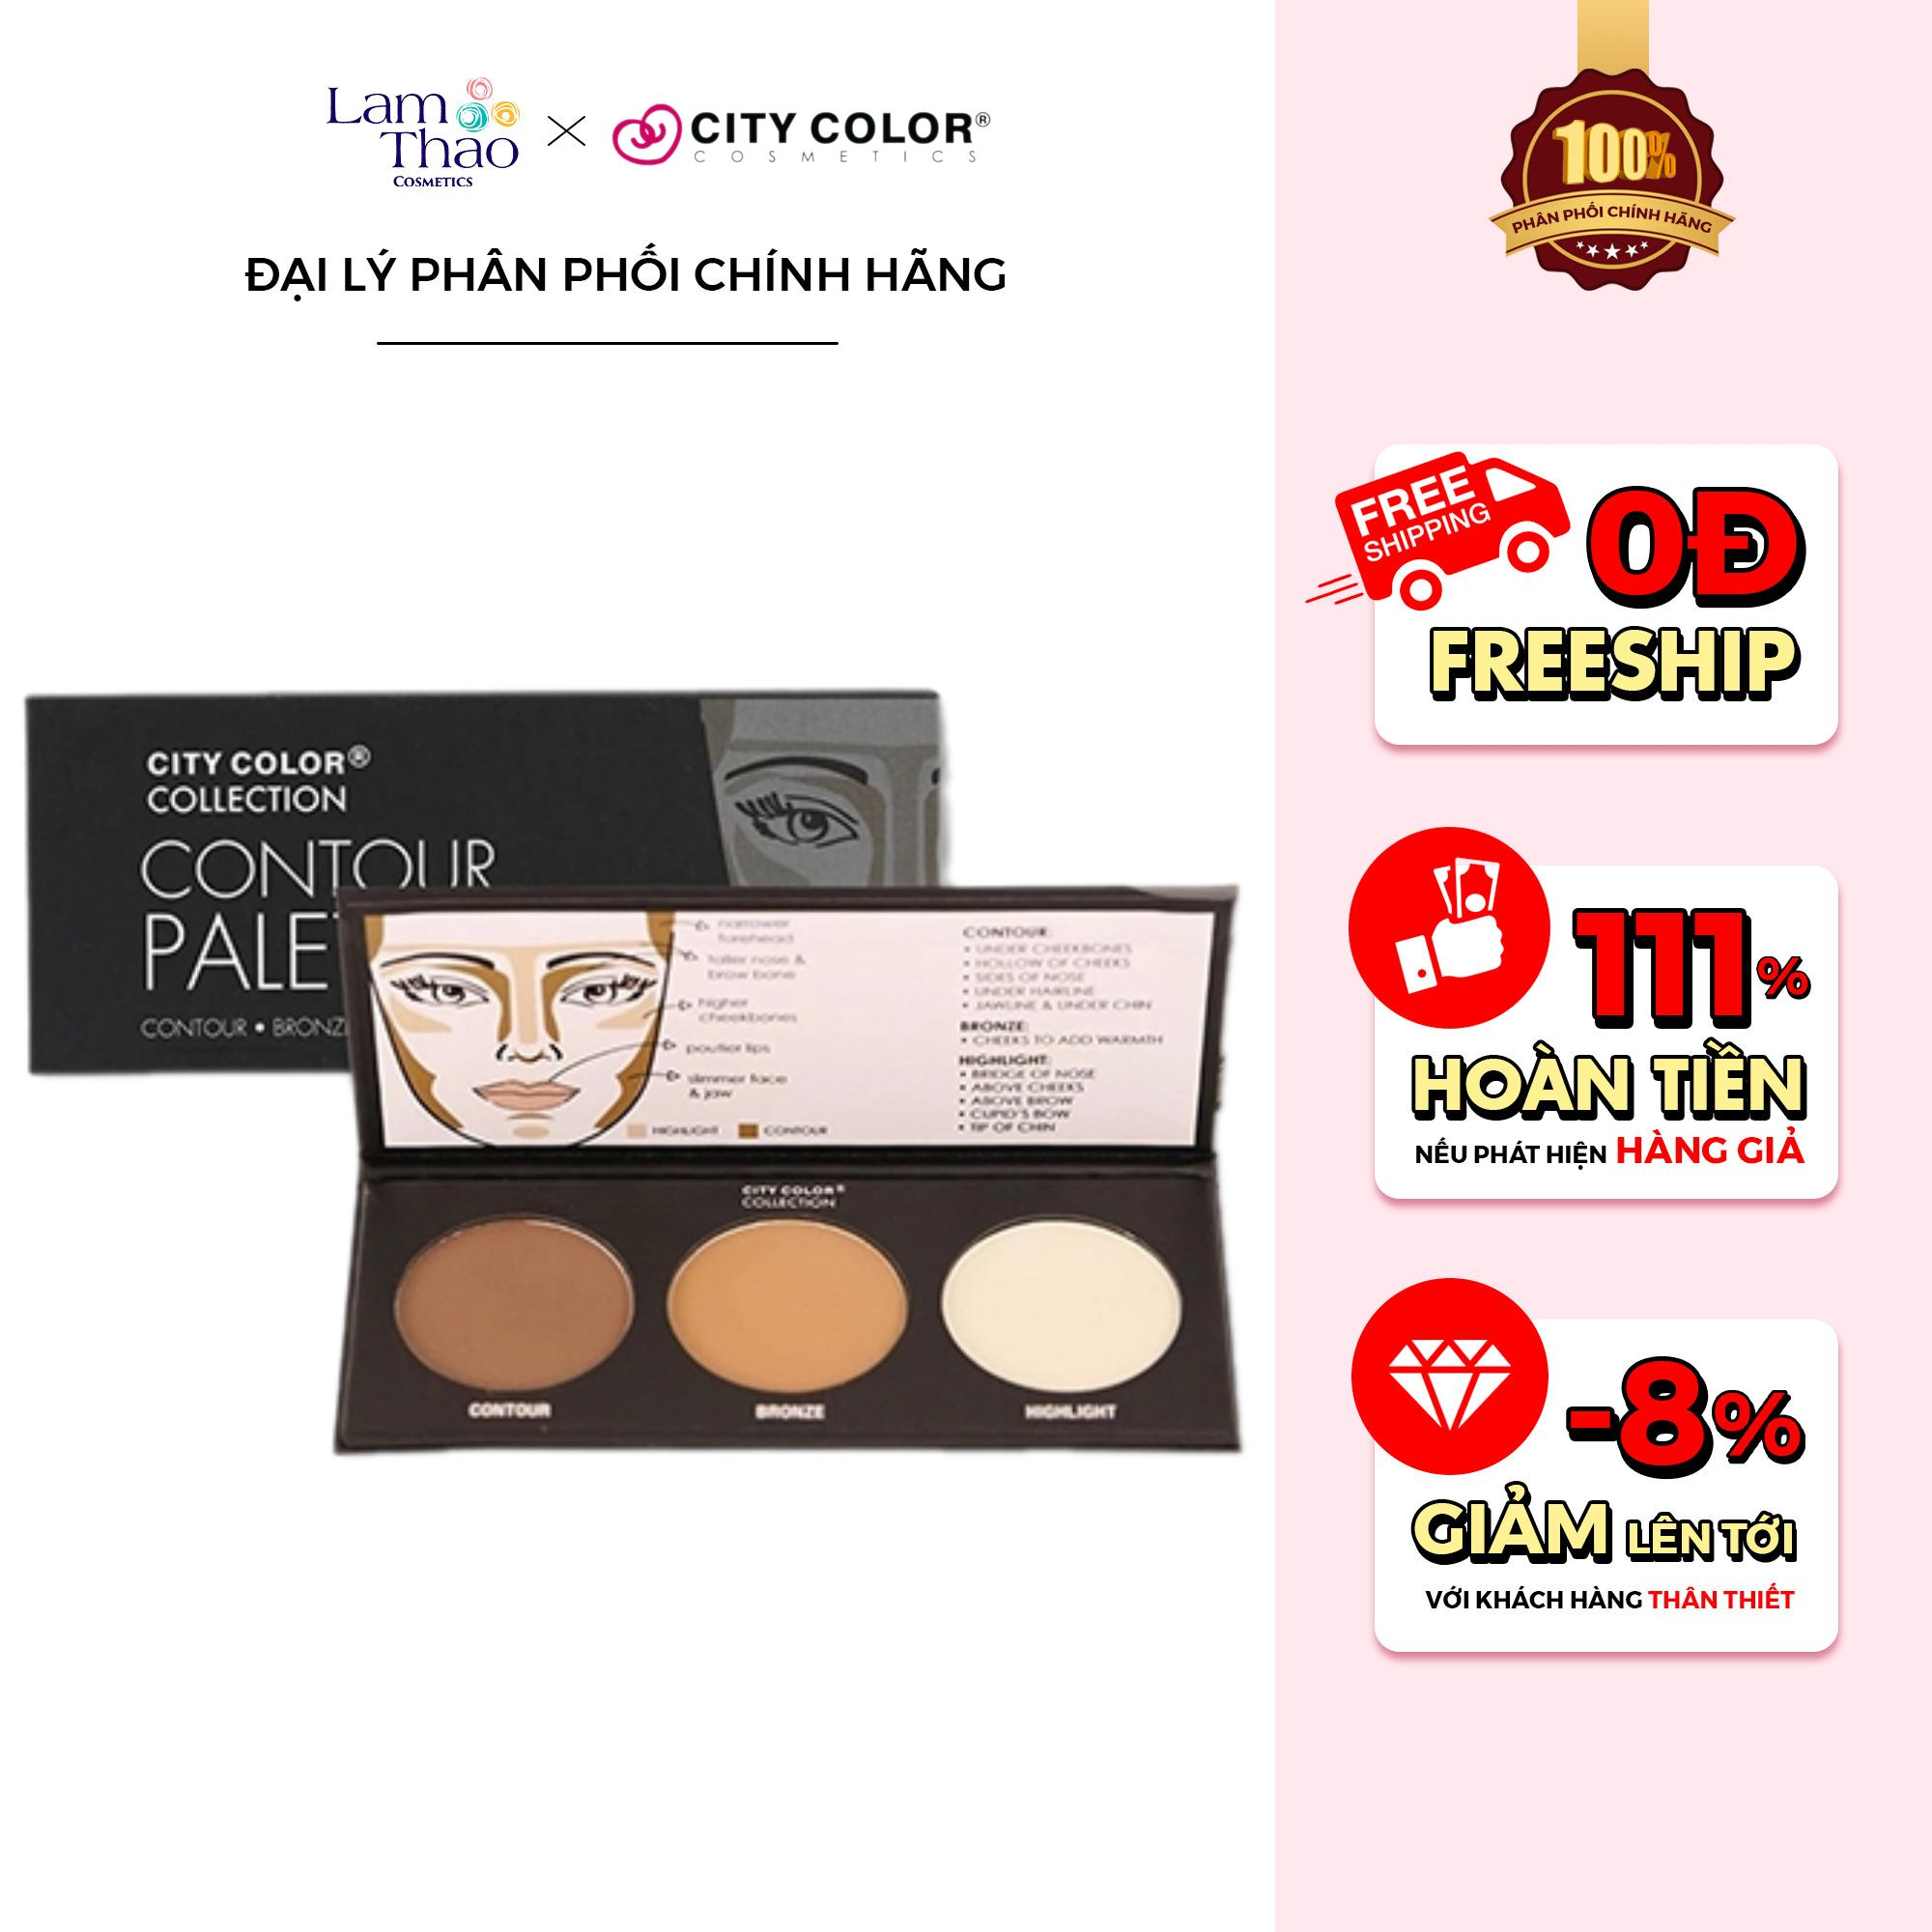 Lam
Thao
COSMETICS
CITY COLOR®
COSMETICS
ĐẠI LÝ PHÂN PHỐI CHÍNH HÃNG
100%
PHÂN PHỐI CHÍNH HÃNG
FREE
SHIPPING
0Đ
FREESHIP
111%
HOÀN TIỀN
NẾU PHÁT HIỆN HÀNG GIẢ
-8%
GIẢM LÊN TỚI
VỚI KHÁCH HÀNG THÂN THIẾT
CITY COLOR®
COLLECTION
CONTOUR
PALE
CONTOUR • BRONZ
narrower
forehead
taller nose &
brow bone
higher
cheekbones
poutier lips
slimmer face
& jaw
HIGHLIGHT
CONTOUR
CONTOUR:
• UNDER CHEEKBONES
• HOLLOW OF CHEEKS
• SIDES OF NOSE
• UNDER HAIRLINE
• JAWLINE & UNDER CHIN
BRONZE:
• CHEEKS TO ADD WARMTH
HIGHLIGHT:
• BRIDGE OF NOSE
• ABOVE CHEEKS
• ABOVE BROW
• CUPID'S BOW
• TIP OF CHIN
CITY COLOR®
COLLECTION
CONTOUR
BRONZE
HIGHLIGHT